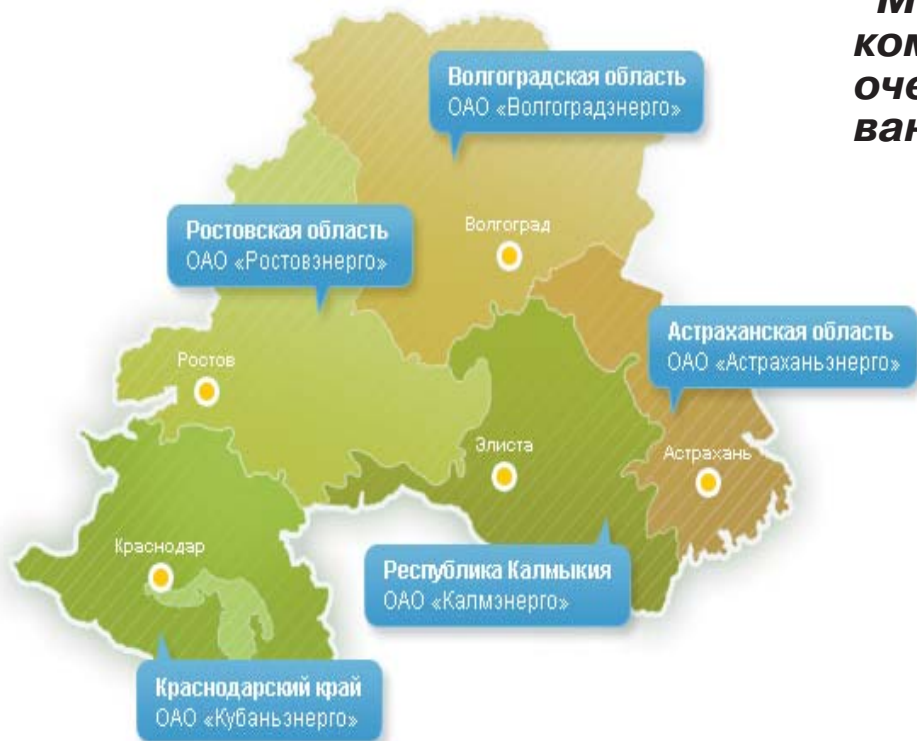 Волгоградская область
ОАО «Волгоградэнерго»
Ростовская область
ОАО «Ростовэнерго»
Волгоград
Астраханская область
ОАО «Астраханьэнерго»
Ростов
Элиста
Астрахань
Краснодар
Республика Калмыкия
ОАО «Калмэнерго»
Краснодарский край
ОАО «Кубаньэнерго»